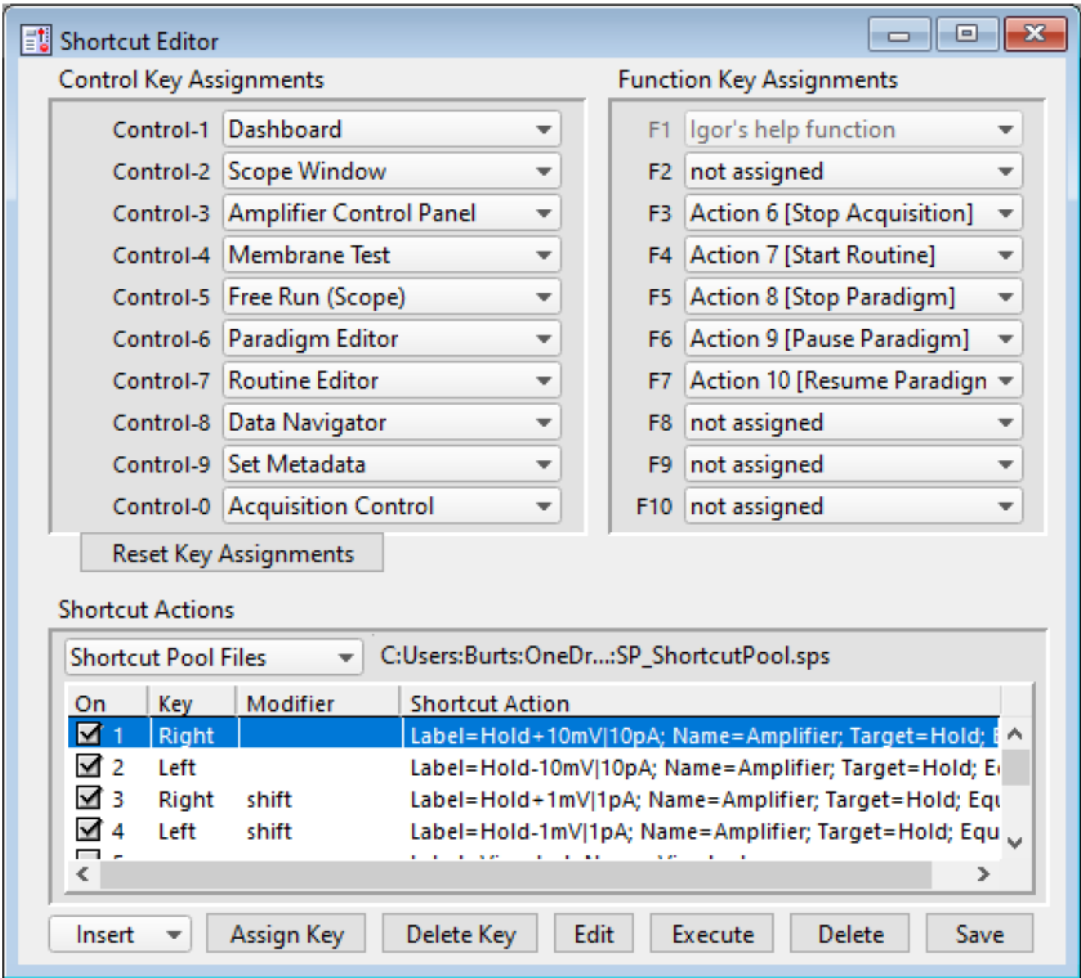 Shortcut Editor
Control Key Assignments
Control-1 Dashboard
Control-2 Scope Window
Control-3 Amplifier Control Panel
Control-4 Membrane Test
Control-5 Free Run (Scope)
Control-6 Paradigm Editor
Control-7 Routine Editor
Control-8 Data Navigator
Control-9 Set Metadata
Control-0 Acquisition Control
Reset Key Assignments
Function Key Assignments
F1 Igor's help function
F2 not assigned
F3 Action 6 [Stop Acquisition]
F4 Action 7 [Start Routine]
F5 Action 8 [Stop Paradigm]
F6 Action 9 [Pause Paradigm]
F7 Action 10 [Resume Paradign
F8 not assigned
F9 not assigned
F10 not assigned
Shortcut Actions
Shortcut Pool Files C:Users:Burts:OneDr...:SP_ShortcutPool.sps
On Key Modifier Shortcut Action
1 Right Label=Hold+10mV|10pA; Name=Amplifier; Target=Hold;
2 Left Label=Hold-10mV|10pA; Name=Amplifier; Target=Hold;
3 Right shift Label=Hold+1mV|1pA; Name=Amplifier; Target=Hold; Equ
4 Left shift Label=Hold-1mV|1pA; Name=Amplifier; Target=Hold; Equ
Insert Assign Key Delete Key Edit Execute Delete Save